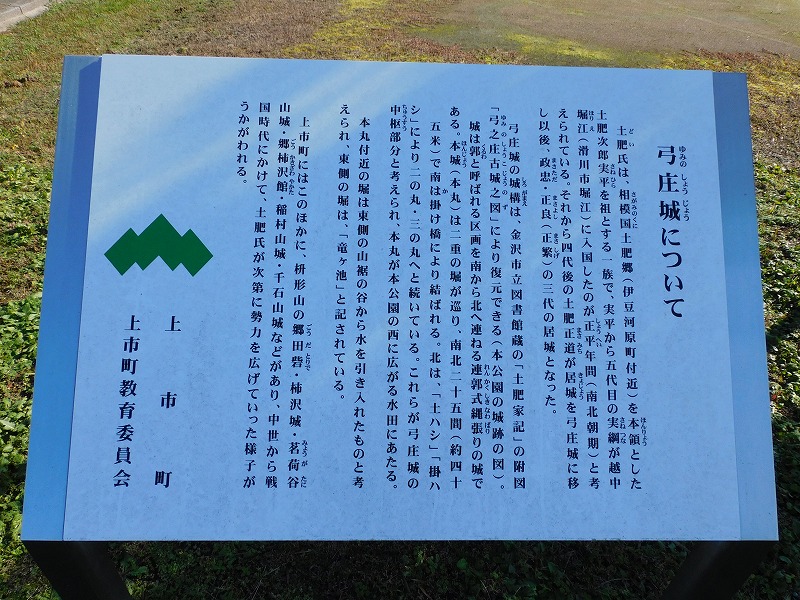 弓庄城について
土肥氏は、相模国土肥郷（伊豆河原町付近）を本領とした
土肥次郎実平を祖とする一族で、実平から五代目の実綱が越中
堀江（滑川市堀江）に入国したのが正平年間（南北朝期）と考
えられている。それから四代後の土肥正道が居城を弓庄城に移
し以後、政忠・正良（正繁）の三代の居城となった。
弓庄城の城構は、金沢市立図書館蔵の「土肥家記」の附図
「弓之庄古城之図」により復元できる（本公園の城跡の図）。
城は郭と呼ばれる区画を南から北へ連ねる連郭式縄張りの城で
ある。本城（本丸）は二重の堀が巡り、南北二十五間（約四十
五米）で南は掛け橋により結ばれる。北は、「土ハシ」「掛ハ
シ」により二の丸・三の丸へと続いている。これらが弓庄城の
中枢部分と考えられ、本丸が本公園の西に広がる水田にあたる。
本丸付近の堀は東側の山裾の谷から水を引き入れたものと考
えられ、東側の堀は、「竜ヶ池」と記されている。
上市町にはこのほかに、枡形山の郷田砦・柿沢城・茗荷谷
山城・郷柿沢館・稲村山城・千石山城などがあり、中世から戦
国時代にかけて、土肥氏が次第に勢力を広げていった様子が
うかがわれる。
上市町
上市町教育委員会